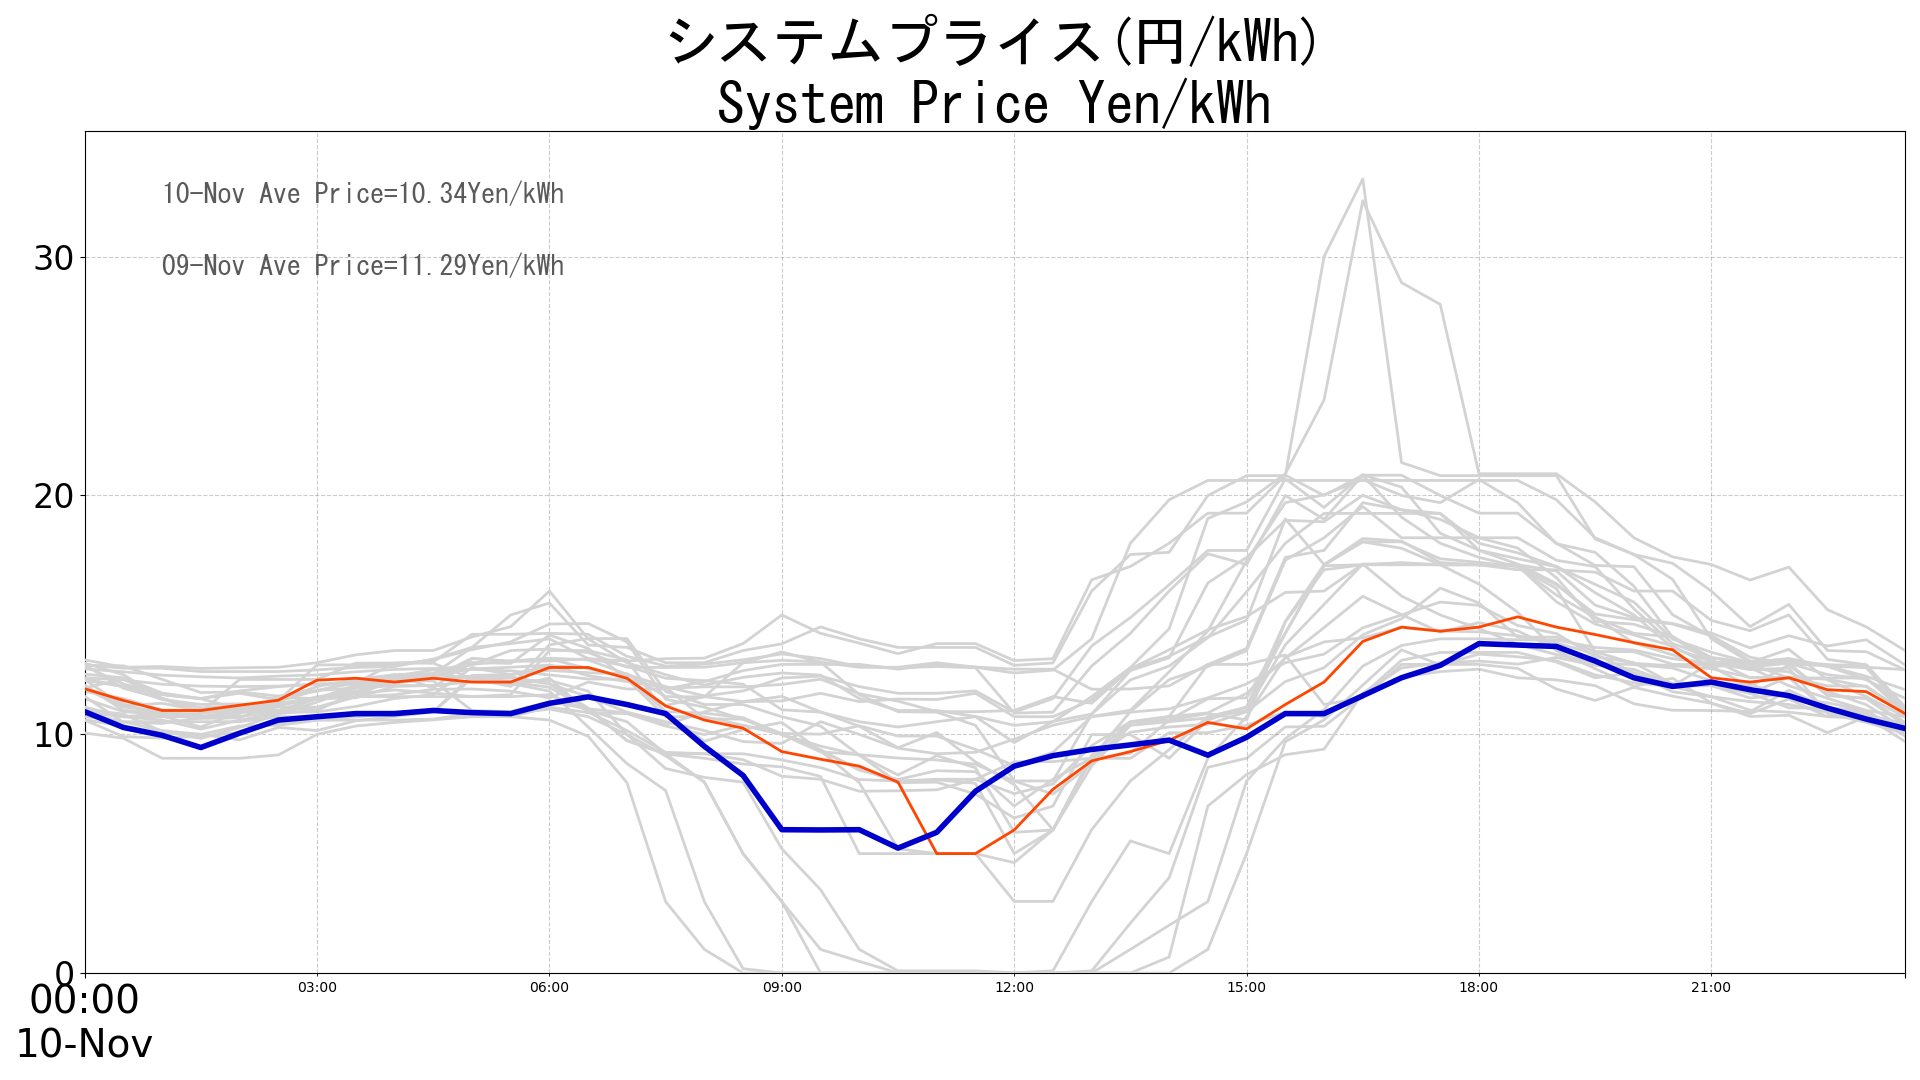 システムプライス(円/kWh)
System Price Yen/kWh
10-Nov Ave Price=10.34Yen/kWh
09-Nov Ave Price=11.29Yen/kWh
30
20
10
0
00:00 03:00 06:00 09:00 12:00 15:00 18:00 21:00
10-Nov